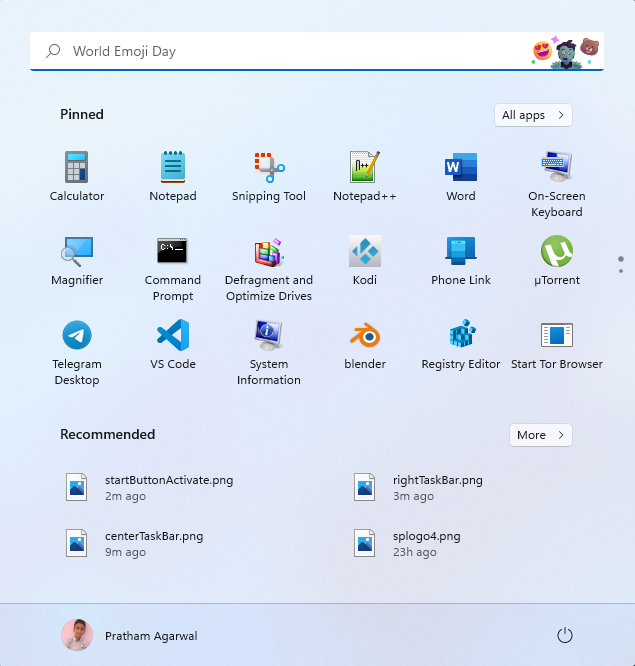 World Emoji Day
Pinned
All apps
Calculator
Notepad
Snipping Tool
Notepad++
Word
On-Screen
Keyboard
Magnifier
Command
Prompt
Defragment and
Optimize Drives
Kodi
Phone Link
µTorrent
Telegram
Desktop
VS Code
System
Information
blender
Registry Editor
Start Tor Browser
Recommended
More
startButtonActivate.png
2m ago
rightTaskBar.png
3m ago
centerTaskBar.png
9m ago
splogo4.png
23h ago
Pratham Agarwal